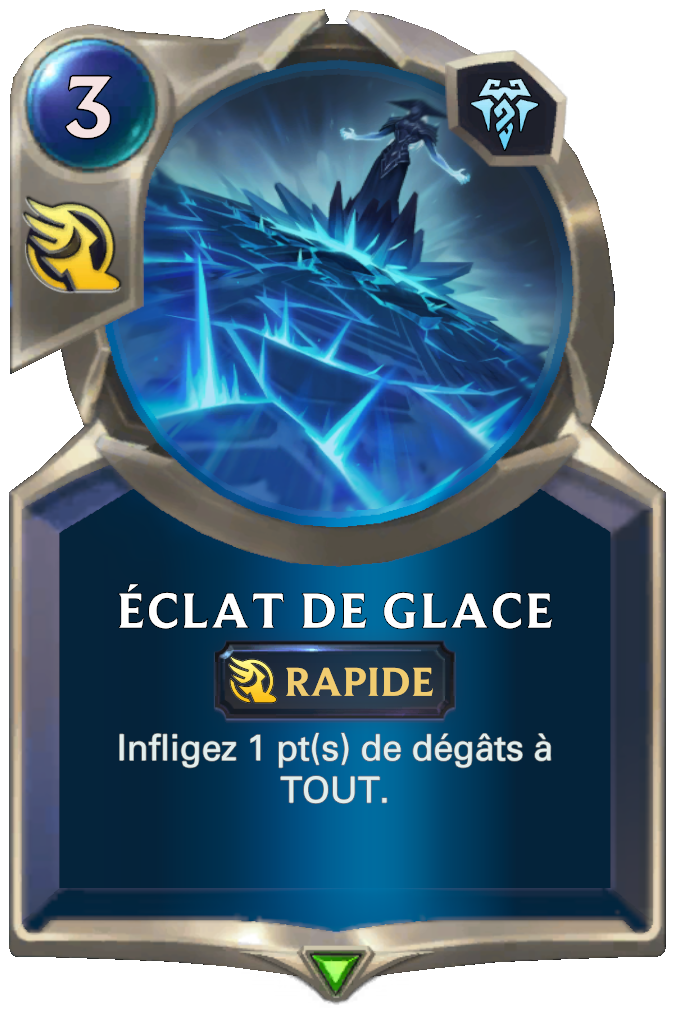 3
ÉCLAT DE GLACE
RAPIDE
Infligez 1 pt(s) de dégâts à
TOUT.